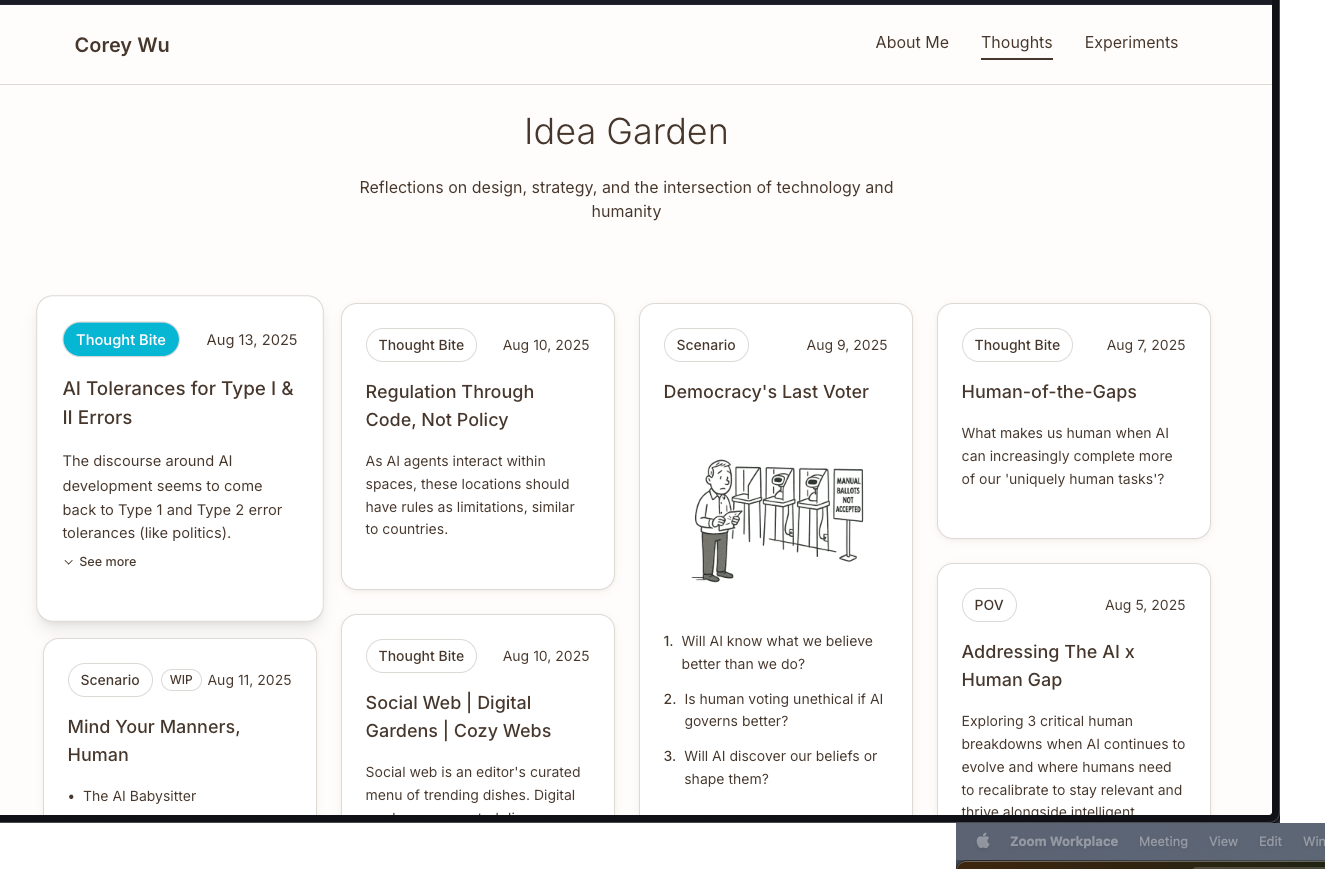 Corey Wu
About Me
Thoughts
Experiments
Idea Garden
Reflections on design, strategy, and the intersection of technology and
humanity
Thought Bite
Aug 13, 2025
AI Tolerances for Type I &
II Errors
The discourse around AI
development seems to come
back to Type 1 and Type 2 error
tolerances (like politics).
See more
Scenario
WIP
Aug 11, 2025
Mind Your Manners,
Human
• The AI Babysitter
Thought Bite
Aug 10, 2025
Regulation Through
Code, Not Policy
As AI agents interact within
spaces, these locations should
have rules as limitations, similar
to countries.
Thought Bite
Aug 10, 2025
Social Web | Digital
Gardens | Cozy Webs
Social web is an editor's curated
menu of trending dishes. Digital
Scenario
Aug 9, 2025
Democracy's Last Voter
MANUAL
BALLOTS
NOT
ACCEPTED
1. Will AI know what we believe
better than we do?
2. Is human voting unethical if AI
governs better?
3. Will AI discover our beliefs or
shape them?
Thought Bite
Aug 7, 2025
Human-of-the-Gaps
What makes us human when AI
can increasingly complete more
of our 'uniquely human tasks'?
POV
Aug 5, 2025
Addressing The AI x
Human Gap
Exploring 3 critical human
breakdowns when AI continues to
evolve and where humans need
to recalibrate to stay relevant and
thrive alongside intelligent
Zoom Workplace
Meeting
View
Edit